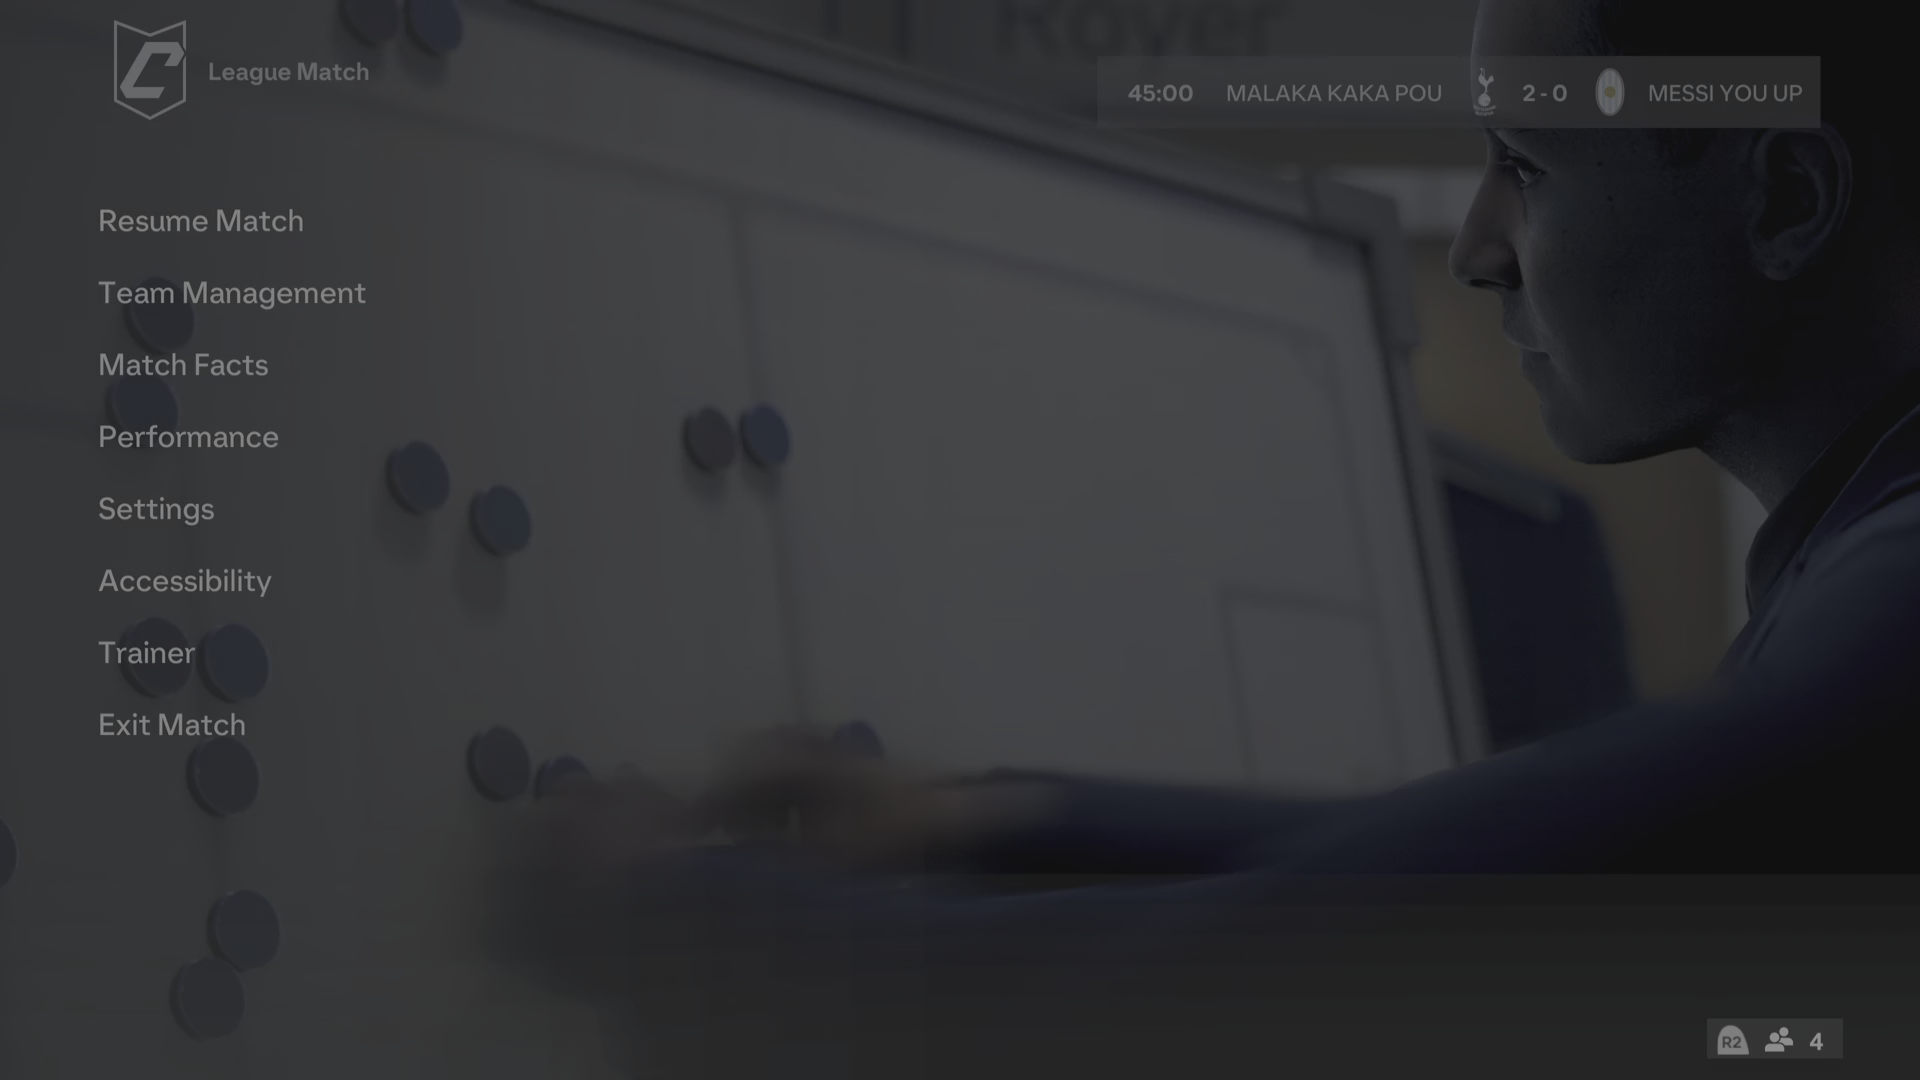 Royer
League Match
45:00 MALAKA KAKA POU 2 - 0 MESSI YOU UP
Resume Match
Team Management
Match Facts
Performance
Settings
Accessibility
Trainer
Exit Match
R2 4